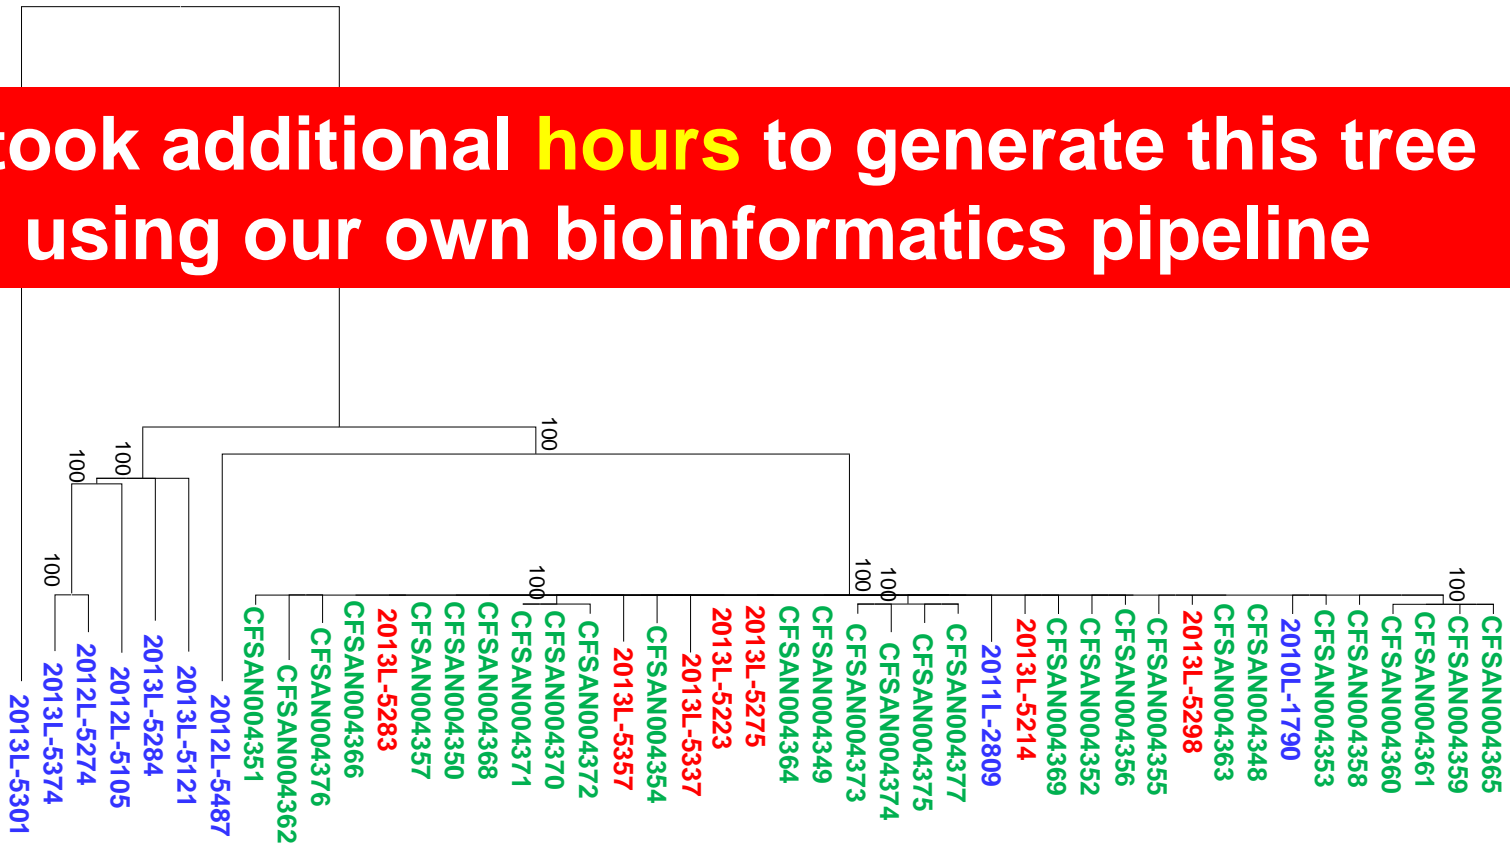 took additional hours to generate this tree
using our own bioinformatics pipeline
100
100
100
100
100
100
100
100
2013L-5301
2013L-5374
2012L-5274
2012L-5105
2013L-5284
2013L-5121
2012L-5487
CFSAN004351
CFSAN004362
CFSAN004376
CFSAN004366
2013L-5283
CFSAN004357
CFSAN004350
CFSAN004368
CFSAN004371
CFSAN004370
CFSAN004372
2013L-5357
CFSAN004354
2013L-5337
2013L-5223
2013L-5275
CFSAN004364
CFSAN004349
CFSAN004373
CFSAN004374
CFSAN004375
CFSAN004377
2011L-2809
2013L-5214
CFSAN004369
CFSAN004352
CFSAN004356
CFSAN004355
2013L-5298
CFSAN004363
CFSAN004348
2010L-1790
CFSAN004353
CFSAN004358
CFSAN004360
CFSAN004361
CFSAN004359
CFSAN004365